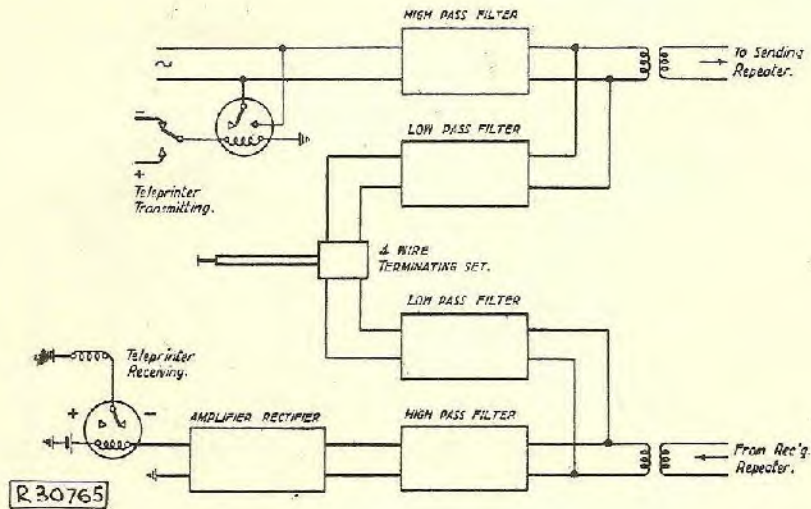 HIGH PASS FILTER
To Sending
Repeater.
~
−
+
LOW PASS FILTER
Teleprinter
Transmitting.
4 WIRE
TERMINATING SET.
LOW PASS FILTER
Teleprinter
Receiving.
+ −
AMPLIFIER RECTIFIER
HIGH PASS FILTER
From Rec'g.
Repeater.
R30765